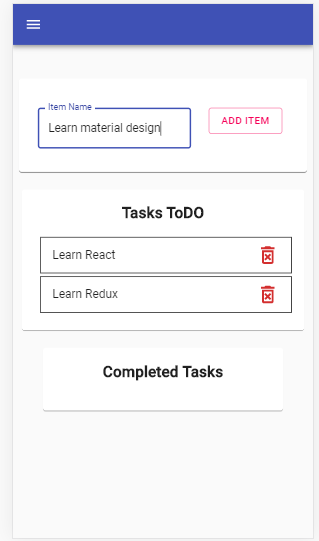 Item Name
Learn material design
ADD ITEM
Tasks ToDO
Learn React
Learn Redux
Completed Tasks